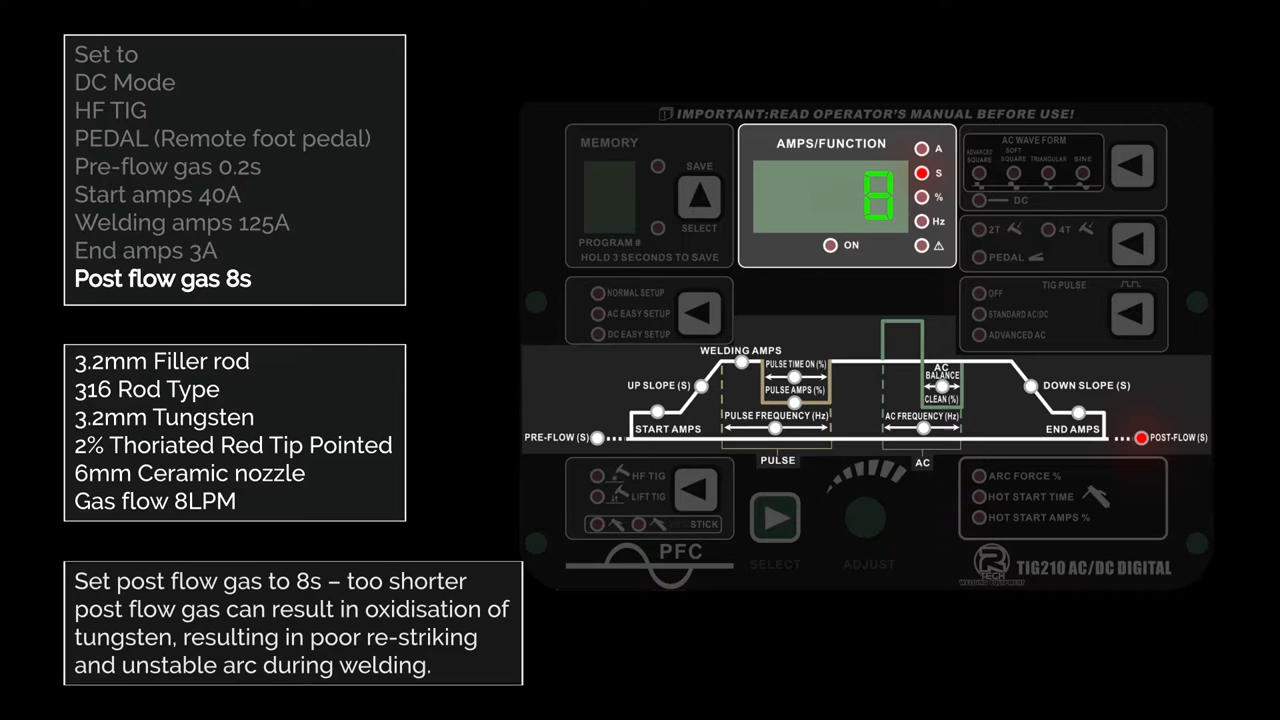 Set to
DC Mode
HF TIG
PEDAL (Remote foot pedal)
Pre-flow gas 0.2s
Start amps 40A
Welding amps 125A
End amps 3A
Post flow gas 8s
3.2mm Filler rod
316 Rod Type
3.2mm Tungsten
2% Thoriated Red Tip Pointed
6mm Ceramic nozzle
Gas flow 8LPM
Set post flow gas to 8s – too shorter
post flow gas can result in oxidisation of
tungsten, resulting in poor re-striking
and unstable arc during welding.
IMPORTANT:READ OPERATOR'S MANUAL BEFORE USE!
MEMORY
SAVE
SELECT
PROGRAM #
HOLD 3 SECONDS TO SAVE
AMPS/FUNCTION
A
S
%
Hz
8
ON
AC WAVE FORM
ADVANCED SQUARE
SOFT SQUARE
TRIANGULAR
SINE
DC
2T
4T
PEDAL
NORMAL SETUP
AC EASY SETUP
DC EASY SETUP
TIG PULSE
OFF
STANDARD AC/DC
ADVANCED AC
WELDING AMPS
PULSE TIME ON (%)
PULSE AMPS (%)
UP SLOPE (S)
START AMPS
PULSE FREQUENCY (Hz)
PRE-FLOW (S)
PULSE
AC
BALANCE
CLEAN (%)
AC FREQUENCY (Hz)
AC
DOWN SLOPE (S)
END AMPS
POST-FLOW (S)
HF TIG
LIFT TIG
STICK
PFC
SELECT
ADJUST
ARC FORCE %
HOT START TIME
HOT START AMPS %
R TECH
WELDING EQUIPMENT
TIG210 AC/DC DIGITAL